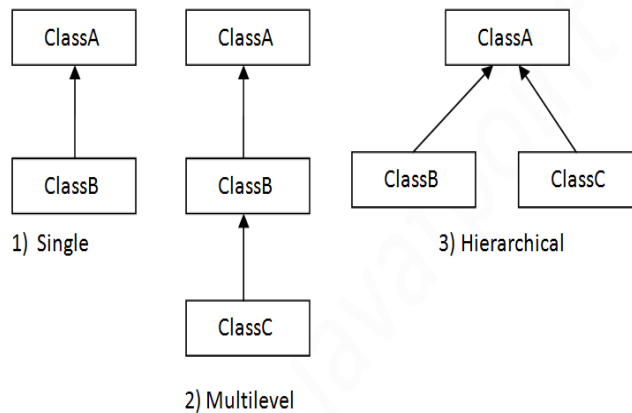 ClassA
ClassB
1) Single
ClassA
ClassB
ClassC
2) Multilevel
ClassA
ClassB ClassC
3) Hierarchical